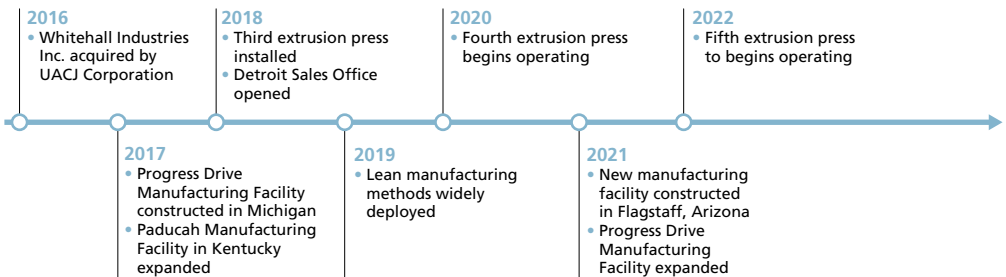 2016
• Whitehall Industries
Inc. acquired by
UACJ Corporation
2018
• Third extrusion press
installed
• Detroit Sales Office
opened
2020
• Fourth extrusion press
begins operating
2022
• Fifth extrusion press
to begins operating
2017
• Progress Drive
Manufacturing Facility
constructed in Michigan
• Paducah Manufacturing
Facility in Kentucky
expanded
2019
• Lean manufacturing
methods widely
deployed
2021
• New manufacturing
facility constructed
in Flagstaff, Arizona
• Progress Drive
Manufacturing
Facility expanded